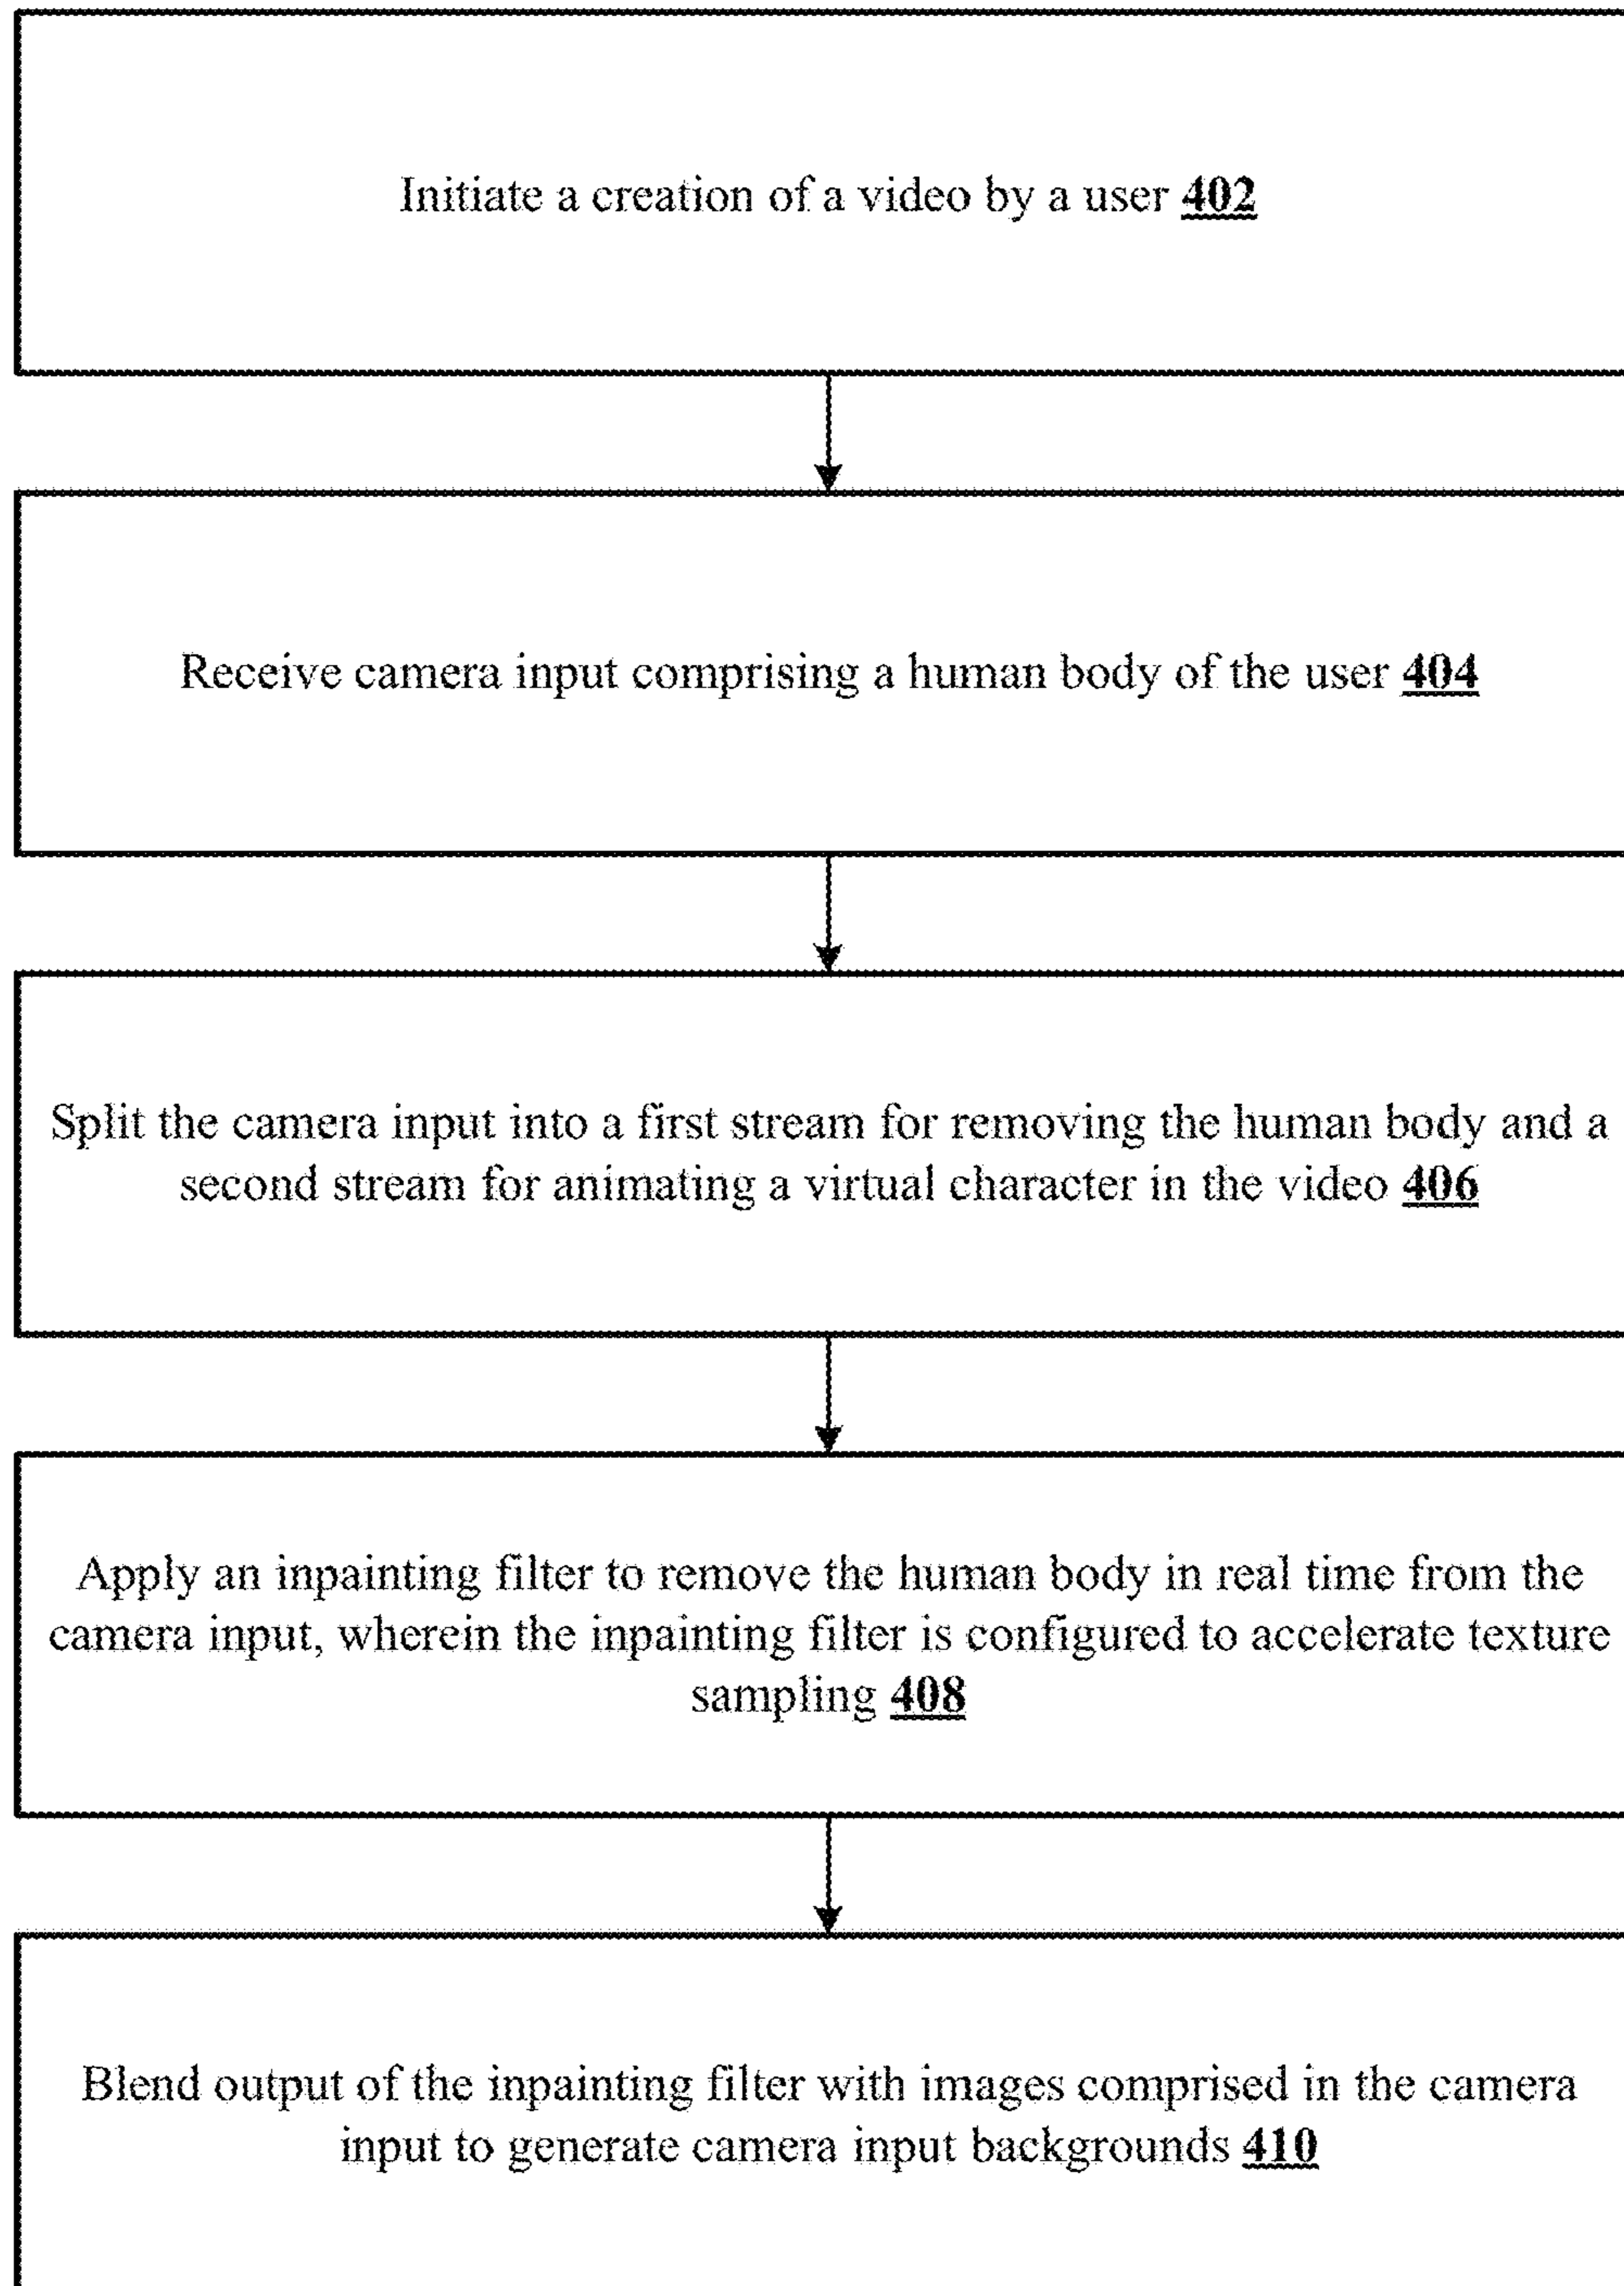 Initiate a creation of a video by a user 402
Receive camera input comprising a human body of the user 404
Split the camera input into a first stream for removing the human body and a
second stream for animating a virtual character in the video 406
Apply an inpainting filter to remove the human body in real time from the
camera input, wherein the inpainting filter is configured to accelerate texture
sampling 408
Blend output of the inpainting filter with images comprised in the camera
input to generate camera input backgrounds 410